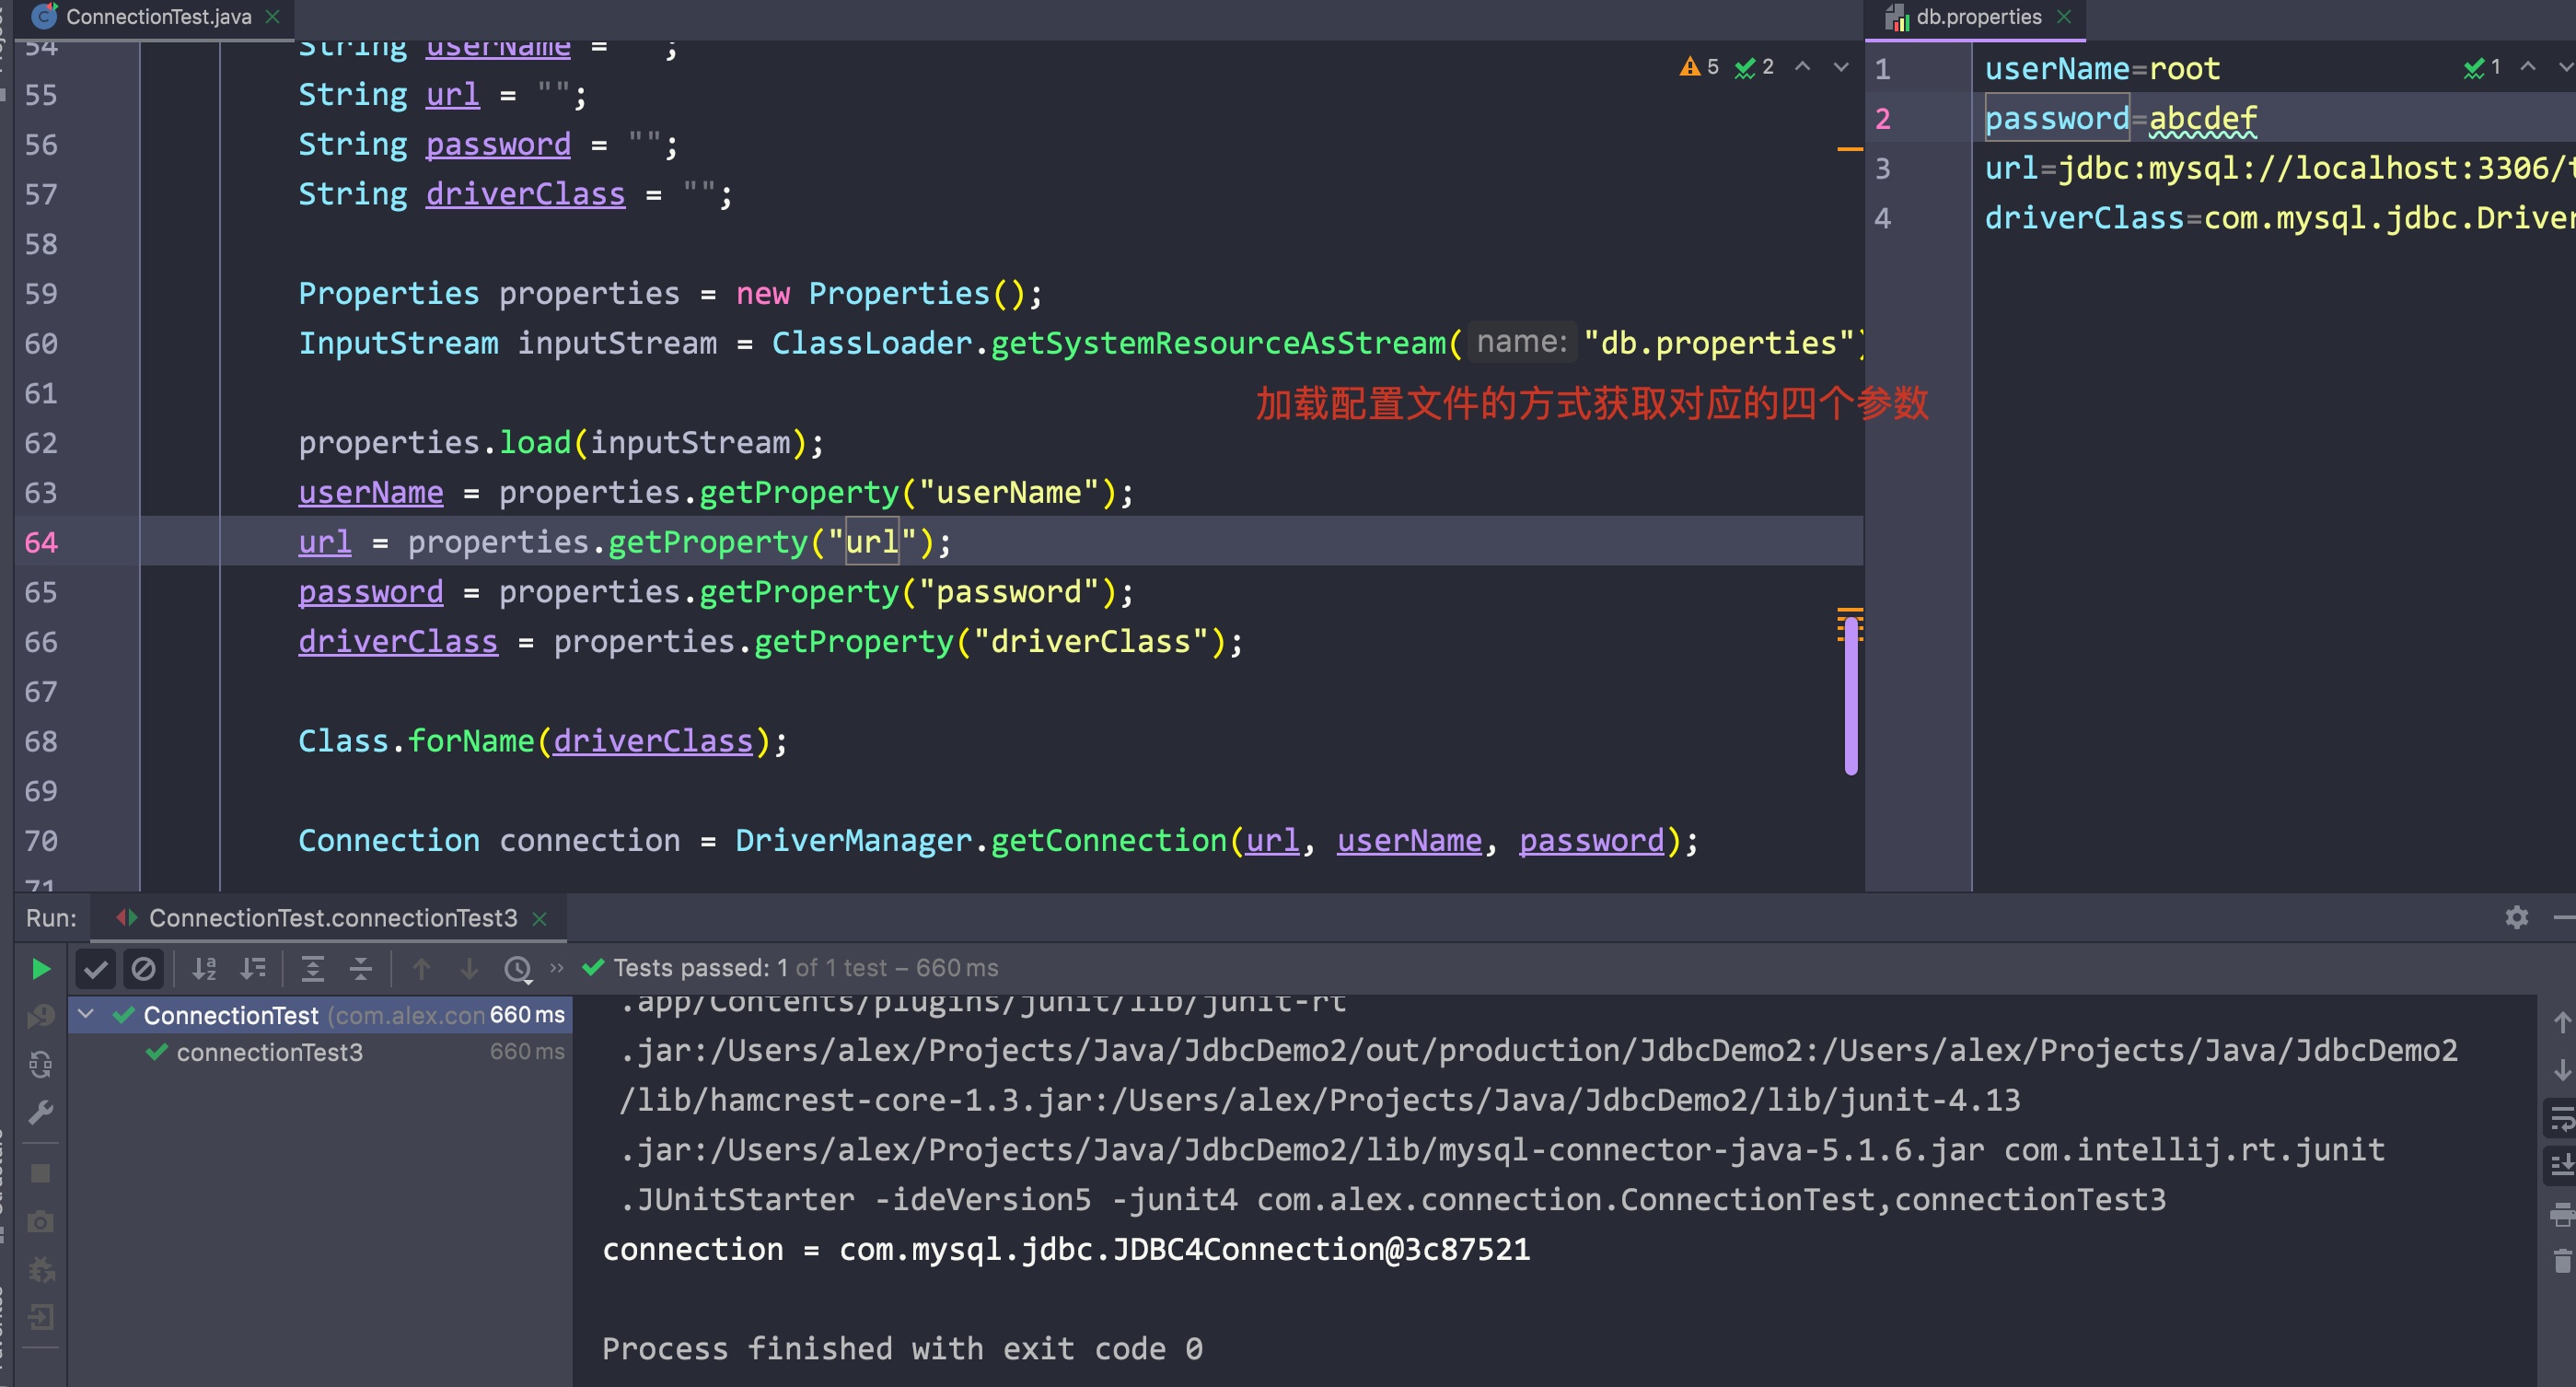 ConnectionTest.java
db.properties
54 String userName = "";
55 String url = "";
56 String password = "";
57 String driverClass = "";
58
59 Properties properties = new Properties();
60 InputStream inputStream = ClassLoader.getSystemResourceAsStream( name: "db.properties")
61
加载配置文件的方式获取对应的四个参数
62 properties.load(inputStream);
63 userName = properties.getProperty("userName");
64 url = properties.getProperty("url");
65 password = properties.getProperty("password");
66 driverClass = properties.getProperty("driverClass");
67
68 Class.forName(driverClass);
69
70 Connection connection = DriverManager.getConnection(url, userName, password);
71
5 2
1 userName=root
1
2 password=abcdef
3 url=jdbc:mysql://localhost:3306/t
4 driverClass=com.mysql.jdbc.Driver
Run: ConnectionTest.connectionTest3
Tests passed: 1 of 1 test – 660 ms
ConnectionTest (com.alex.con 660 ms
connectionTest3 660 ms
.app/Contents/plugins/junit/lib/junit-rt
.jar:/Users/alex/Projects/Java/JdbcDemo2/out/production/JdbcDemo2:/Users/alex/Projects/Java/JdbcDemo2
/lib/hamcrest-core-1.3.jar:/Users/alex/Projects/Java/JdbcDemo2/lib/junit-4.13
.jar:/Users/alex/Projects/Java/JdbcDemo2/lib/mysql-connector-java-5.1.6.jar com.intellij.rt.junit
.JUnitStarter -ideVersion5 -junit4 com.alex.connection.ConnectionTest,connectionTest3
connection = com.mysql.jdbc.JDBC4Connection@3c87521
Process finished with exit code 0